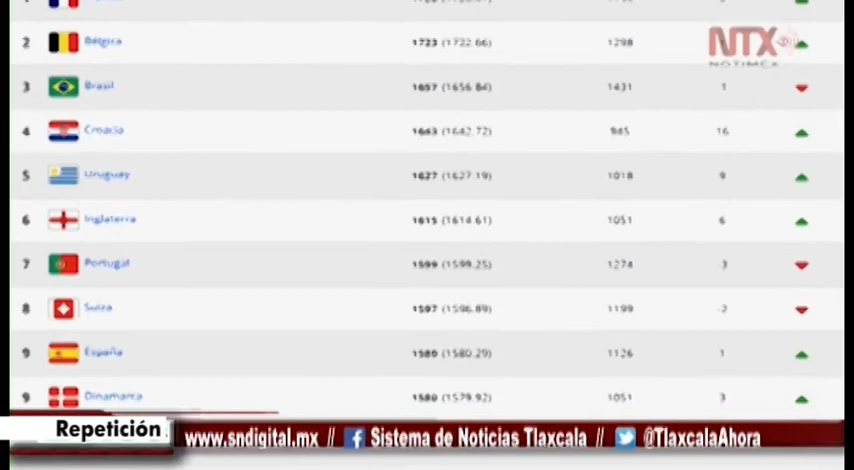 2 Bélgica 1723 (1722.66) 1298 1
3 Brasil 1657 (1656.84) 1431 1
4 Croacia 1643 (1642.72) 945 16
5 Uruguay 1627 (1627.19) 1018 9
6 Inglaterra 1615 (1614.61) 1051 6
7 Portugal 1599 (1599.25) 1274 3
8 Suiza 1597 (1596.89) 1199 -2
9 España 1580 (1580.29) 1126 1
9 Dinamarca 1580 (1579.92) 1051 3
NTX
NOTIMEX
Repetición
www.sndigital.mx // Sistema de Noticias Tlaxcala // @TlaxcalaAhora